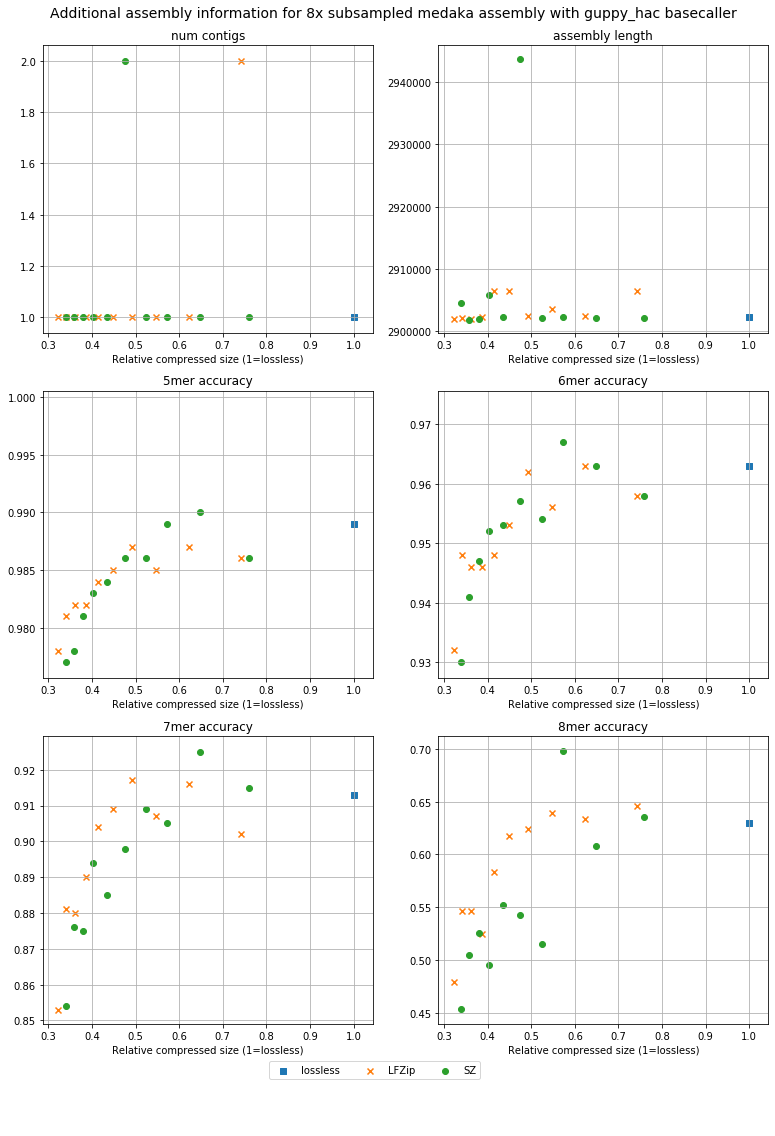 Additional assembly information for 8x subsampled medaka assembly with guppy_hac basecaller
num contigs
2.0
1.8
1.6
1.4
1.2
1.0
0.3 0.4 0.5 0.6 0.7 0.8 0.9 1.0
Relative compressed size (1=lossless)
assembly length
2940000
2930000
2920000
2910000
2900000
0.3 0.4 0.5 0.6 0.7 0.8 0.9 1.0
Relative compressed size (1=lossless)
5mer accuracy
1.000
0.995
0.990
0.985
0.980
0.3 0.4 0.5 0.6 0.7 0.8 0.9 1.0
Relative compressed size (1=lossless)
6mer accuracy
0.97
0.96
0.95
0.94
0.93
0.3 0.4 0.5 0.6 0.7 0.8 0.9 1.0
Relative compressed size (1=lossless)
7mer accuracy
0.92
0.91
0.90
0.89
0.88
0.87
0.86
0.85
0.3 0.4 0.5 0.6 0.7 0.8 0.9 1.0
Relative compressed size (1=lossless)
8mer accuracy
0.70
0.65
0.60
0.55
0.50
0.45
0.3 0.4 0.5 0.6 0.7 0.8 0.9 1.0
Relative compressed size (1=lossless)
lossless LFZip SZ